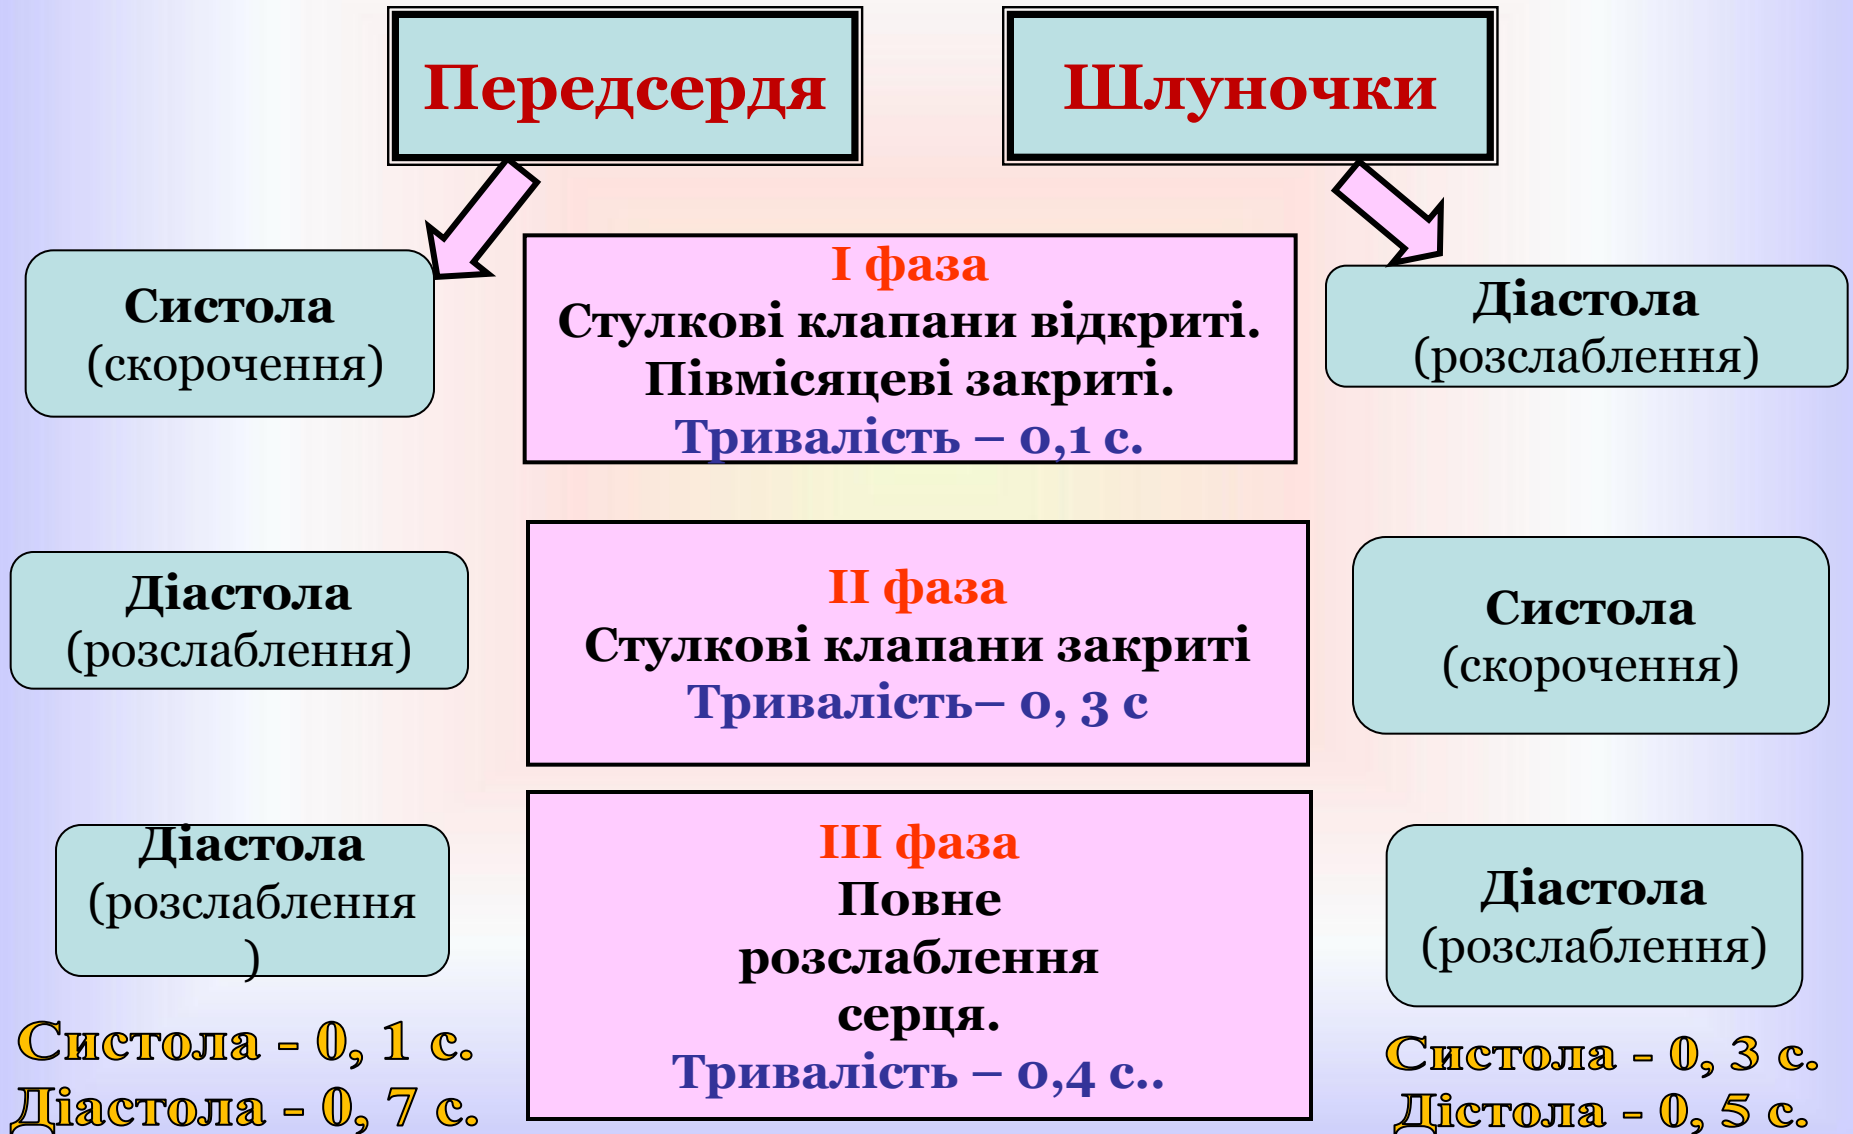 Передсердя
Шлуночки
Систола
(скорочення)
І фаза
Стулкові клапани відкриті.
Півмісяцеві закриті.
Тривалість – 0,1 с.
Діастола
(розслаблення)
Діастола
(розслаблення)
ІІ фаза
Стулкові клапани закриті
Тривалість– 0, 3 с
Систола
(скорочення)
Діастола
(розслаблення
)
ІІІ фаза
Повне
розслаблення
серця.
Тривалість – 0,4 с..
Діастола
(розслаблення)
Систола - 0, 1 с.
Діастола - 0, 7 с.
Систола - 0, 3 с.
Дістола - 0, 5 с.